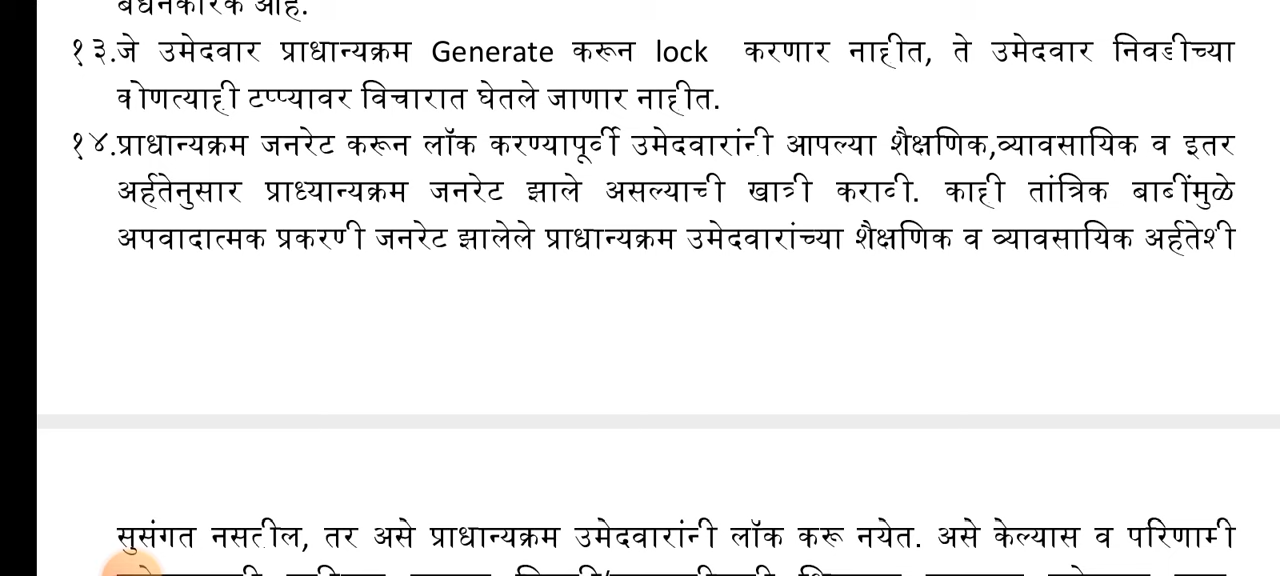 बंधनकारक आहे.
१३.जे उमेदवार प्राधान्यक्रम Generate करून lock करणार नाहीत, ते उमेदवार निवडीच्या
कोणत्याही टप्प्यावर विचारात घेतले जाणार नाहीत.
१४.प्राधान्यक्रम जनरेट करून लॉक करण्यापूर्वी उमेदवारांनी आपल्या शैक्षणिक,व्यावसायिक व इतर
अर्हतेनुसार प्राध्यान्यक्रम जनरेट झाले असल्याची खात्री करावी. काही तांत्रिक बाबींमुळे
अपवादात्मक प्रकरणी जनरेट झालेले प्राधान्यक्रम उमेदवारांच्या शैक्षणिक व व्यावसायिक अर्हतेशी
सुसंगत नसतील, तर असे प्राधान्यक्रम उमेदवारांनी लॉक करू नयेत. असे केल्यास व परिणामी